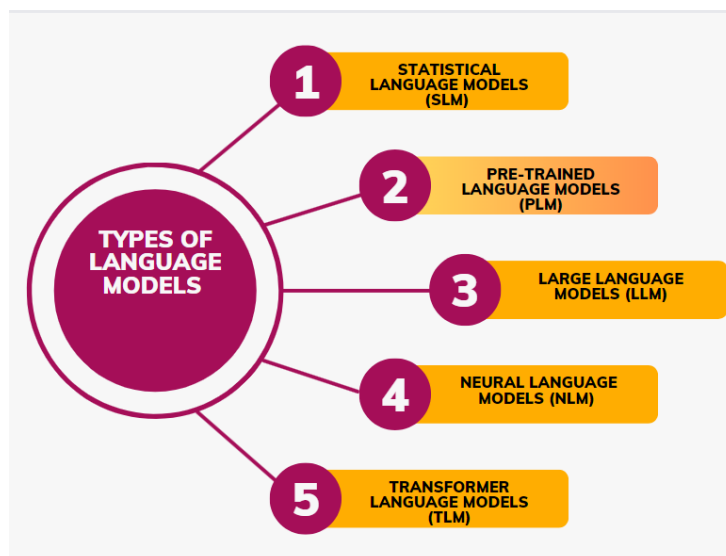 TYPES OF
LANGUAGE
MODELS
1
STATISTICAL
LANGUAGE MODELS
(SLM)
2
PRE-TRAINED
LANGUAGE MODELS
(PLM)
3
LARGE LANGUAGE
MODELS (LLM)
4
NEURAL LANGUAGE
MODELS (NLM)
5
TRANSFORMER
LANGUAGE MODELS
(TLM)